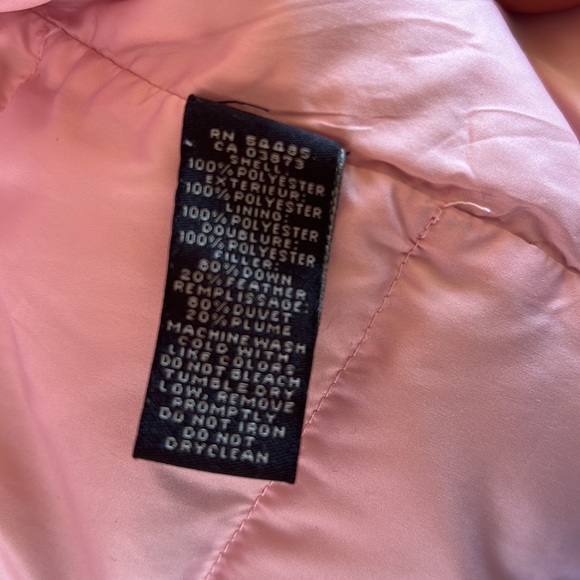 RN
CA 03673
SHELL:
100% POLYESTER
EXTERIEUR:
100% POLYESTER
LINING:
100% POLYESTER
DOUBLURE:
100% POLYESTER
FILLER:
80% DOWN
20% FEATHER
REMPLISSAGE:
80% DUVET
20% PLUME
MACHINE WASH
COLD WITH
LIKE COLORS
DO NOT BLEACH
TUMBLE DRY
LOW, REMOVE
PROMPTLY
DO NOT IRON
DO NOT
DRYCLEAN